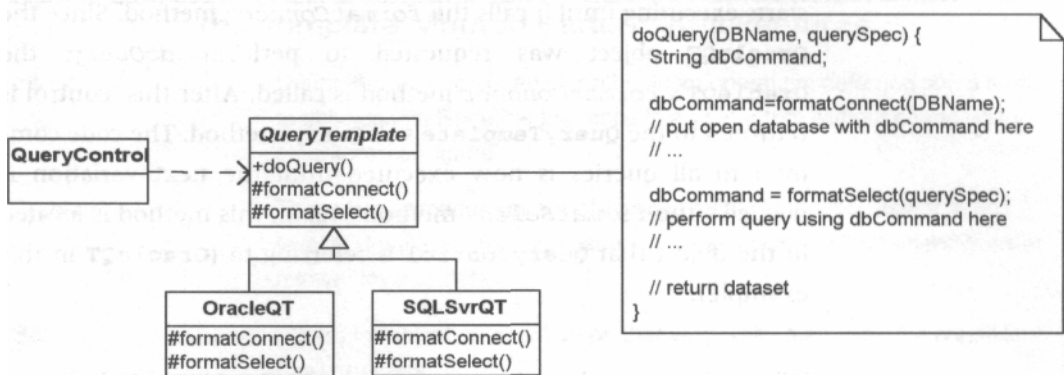 QueryControl
QueryTemplate
+doQuery()
#formatConnect()
#formatSelect()
OracleQT
#formatConnect()
#formatSelect()
SQLSvrQT
#formatConnect()
#formatSelect()
doQuery(DBName, querySpec) {
String dbCommand;
dbCommand=formatConnect(DBName);
// put open database with dbCommand here
// ...
dbCommand = formatSelect(querySpec);
// perform query using dbCommand here
// ...
// return dataset
}